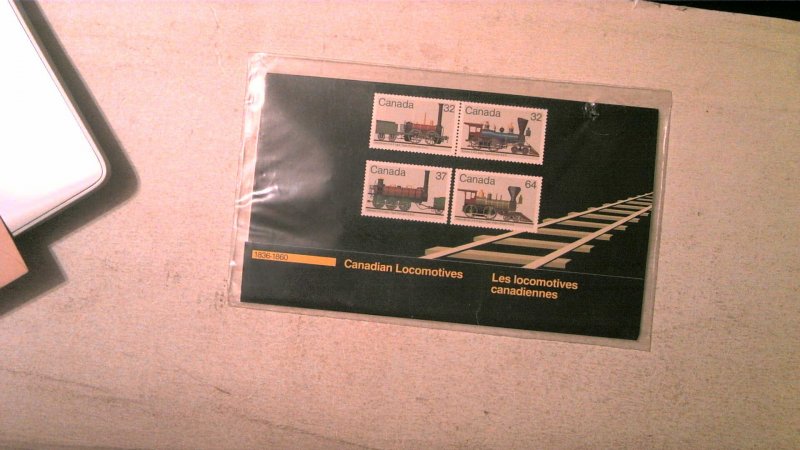 Canada 32
Canada 32
Canada 37
Canada 64
1836-1860
Canadian Locomotives
Les locomotives
canadiennes